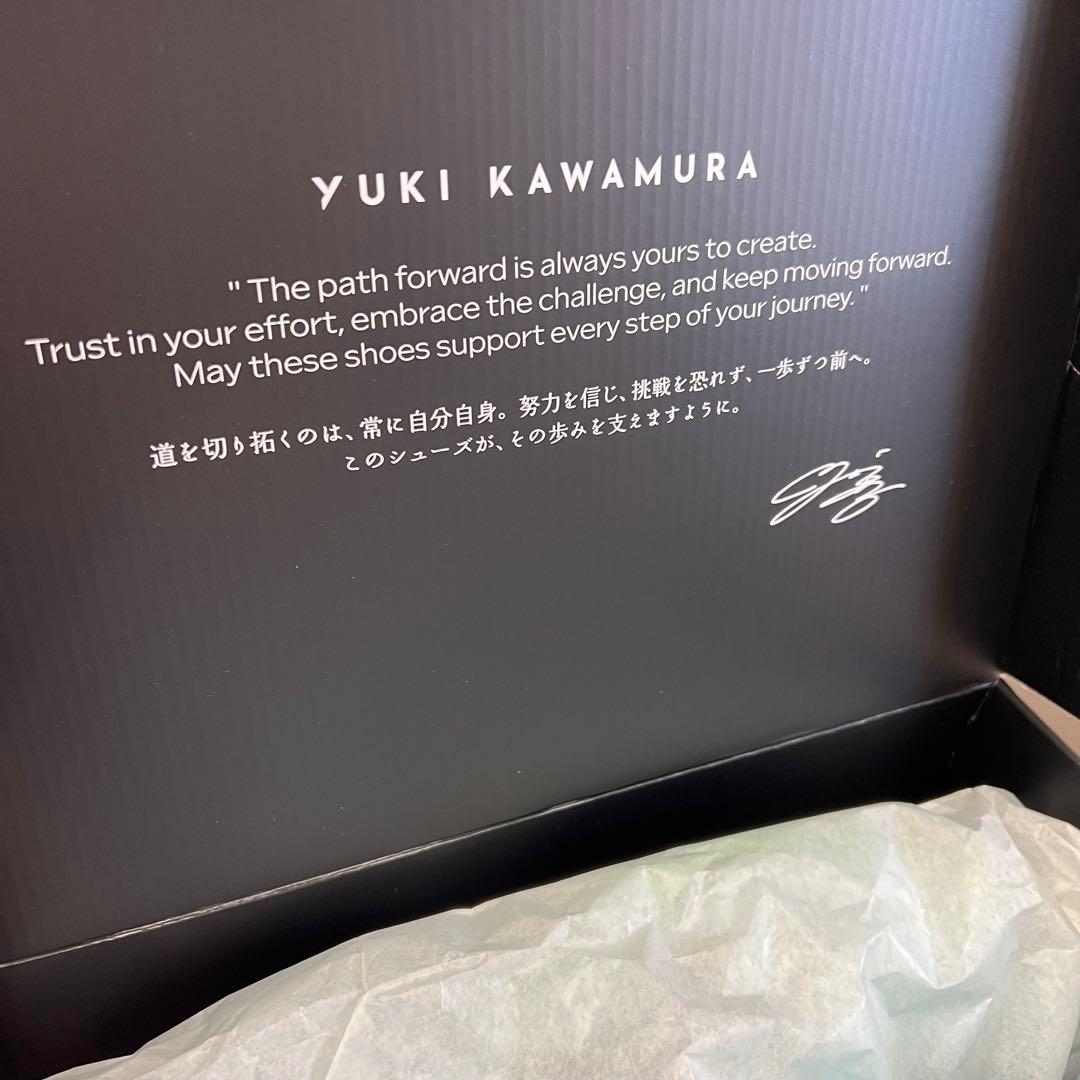 YUKI KAWAMURA
" The path forward is always yours to create.
Trust in your effort, embrace the challenge, and keep moving forward.
May these shoes support every step of your journey. "
道を切り拓くのは、常に自分自身。努力を信じ、挑戦を恐れず、一歩ずつ前へ。
このシューズが、その歩みを支えますように。